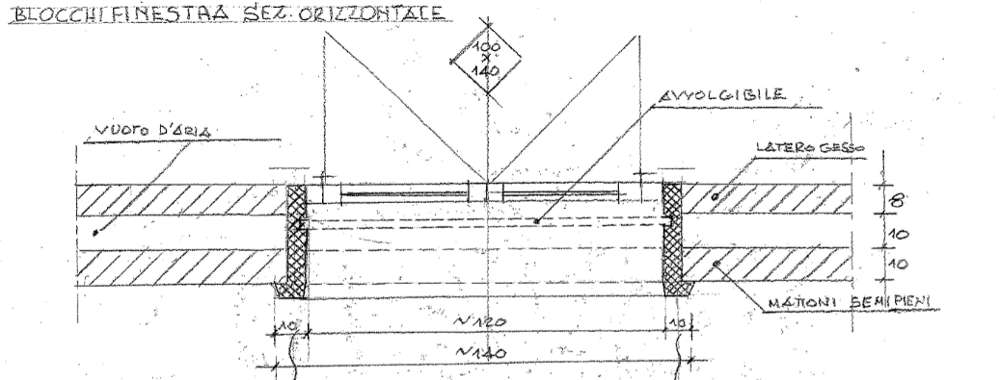 BLOCCHI FINESTRA SEZ. ORIZZONTALE
100
x
140
AVVOLGIBILE
VUOTO D'ARIA
LATERO GESSO
8
10
10
MATTONI SEMIPIENI
10
~120
10
~140